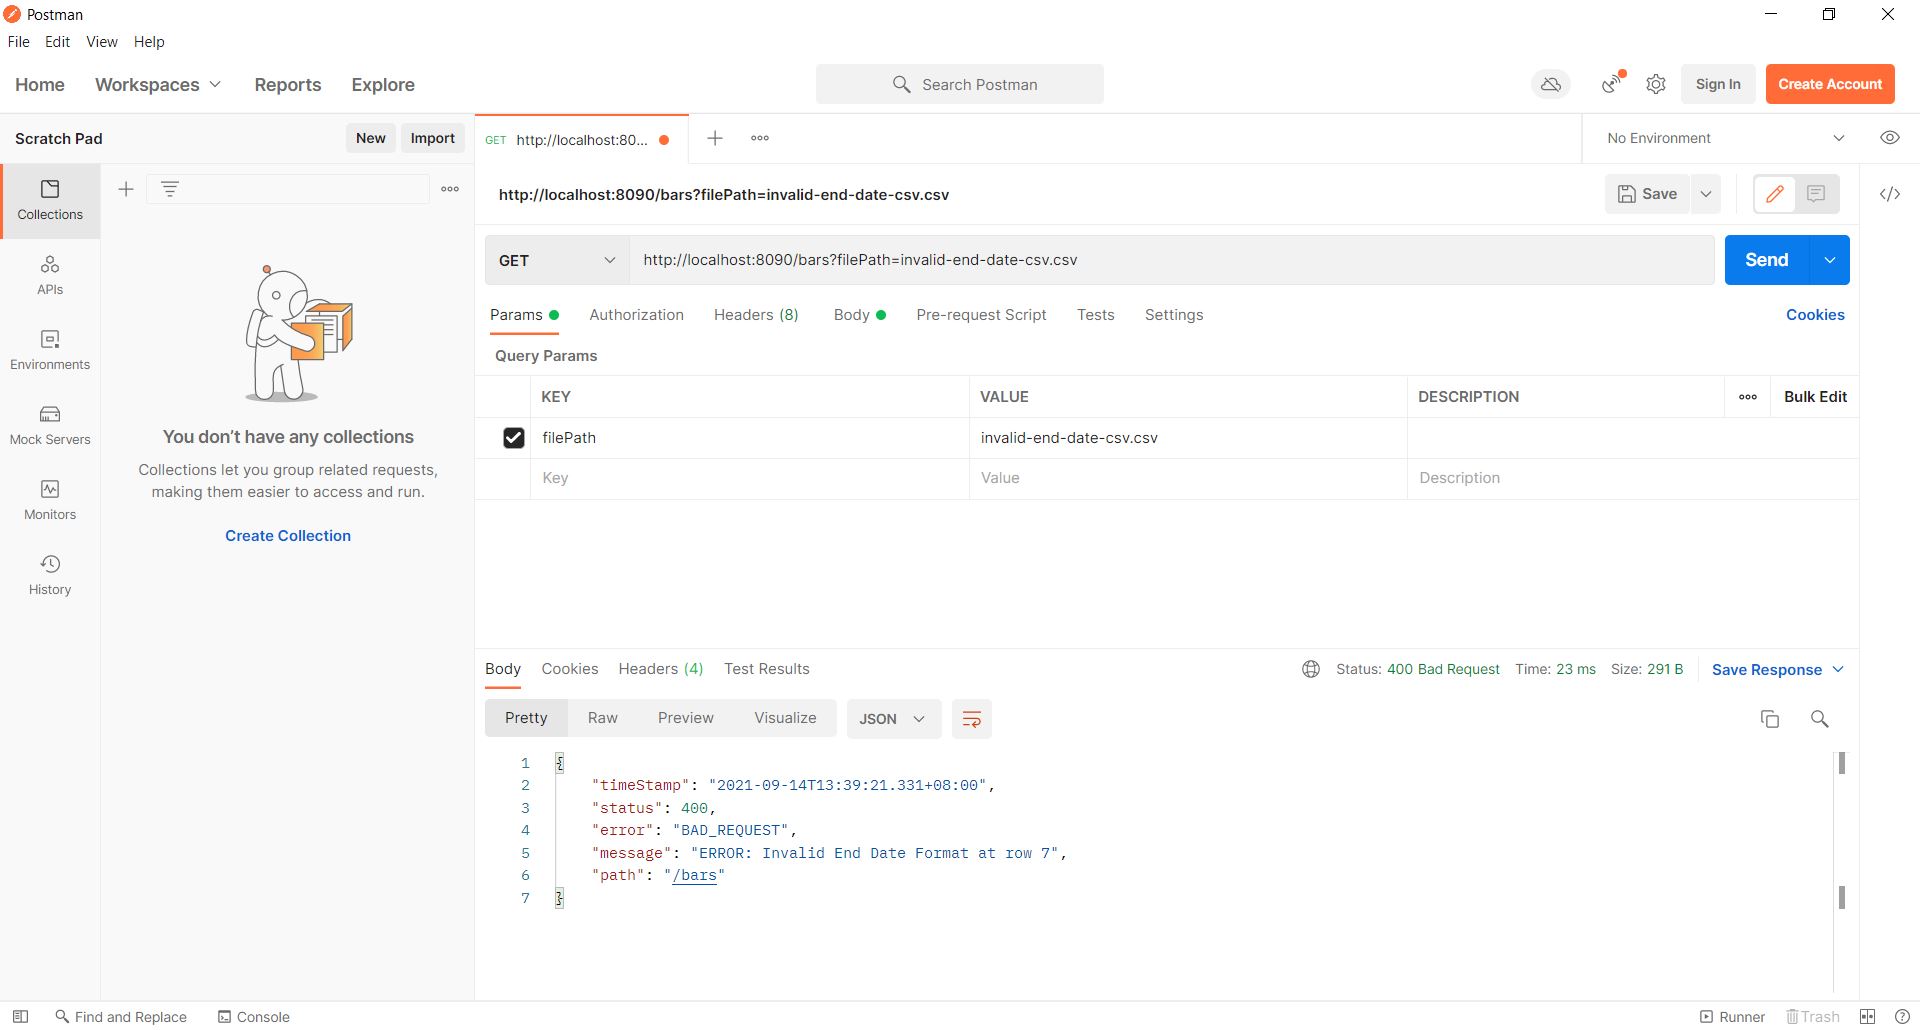 Postman
File Edit View Help
Home Workspaces Reports Explore
Search Postman
Sign In
Create Account
Scratch Pad
New
Import
GET http://localhost:80...
No Environment
Collections
APIs
Environments
Mock Servers
Monitors
History
You don't have any collections
Collections let you group related requests,
making them easier to access and run.
Create Collection
http://localhost:8090/bars?filePath=invalid-end-date-csv.csv
Save
GET http://localhost:8090/bars?filePath=invalid-end-date-csv.csv
Send
Params Authorization Headers (8) Body Pre-request Script Tests Settings
Cookies
Query Params
KEY VALUE DESCRIPTION
Bulk Edit
filePath invalid-end-date-csv.csv
Key Value Description
Body Cookies Headers (4) Test Results
Status: 400 Bad Request Time: 23 ms Size: 291 B
Save Response
Pretty Raw Preview Visualize
JSON
1 {
2 "timeStamp": "2021-09-14T13:39:21.331+08:00",
3 "status": 400,
4 "error": "BAD_REQUEST",
5 "message": "ERROR: Invalid End Date Format at row 7",
6 "path": "/bars"
7 }
Find and Replace Console
Runner Trash